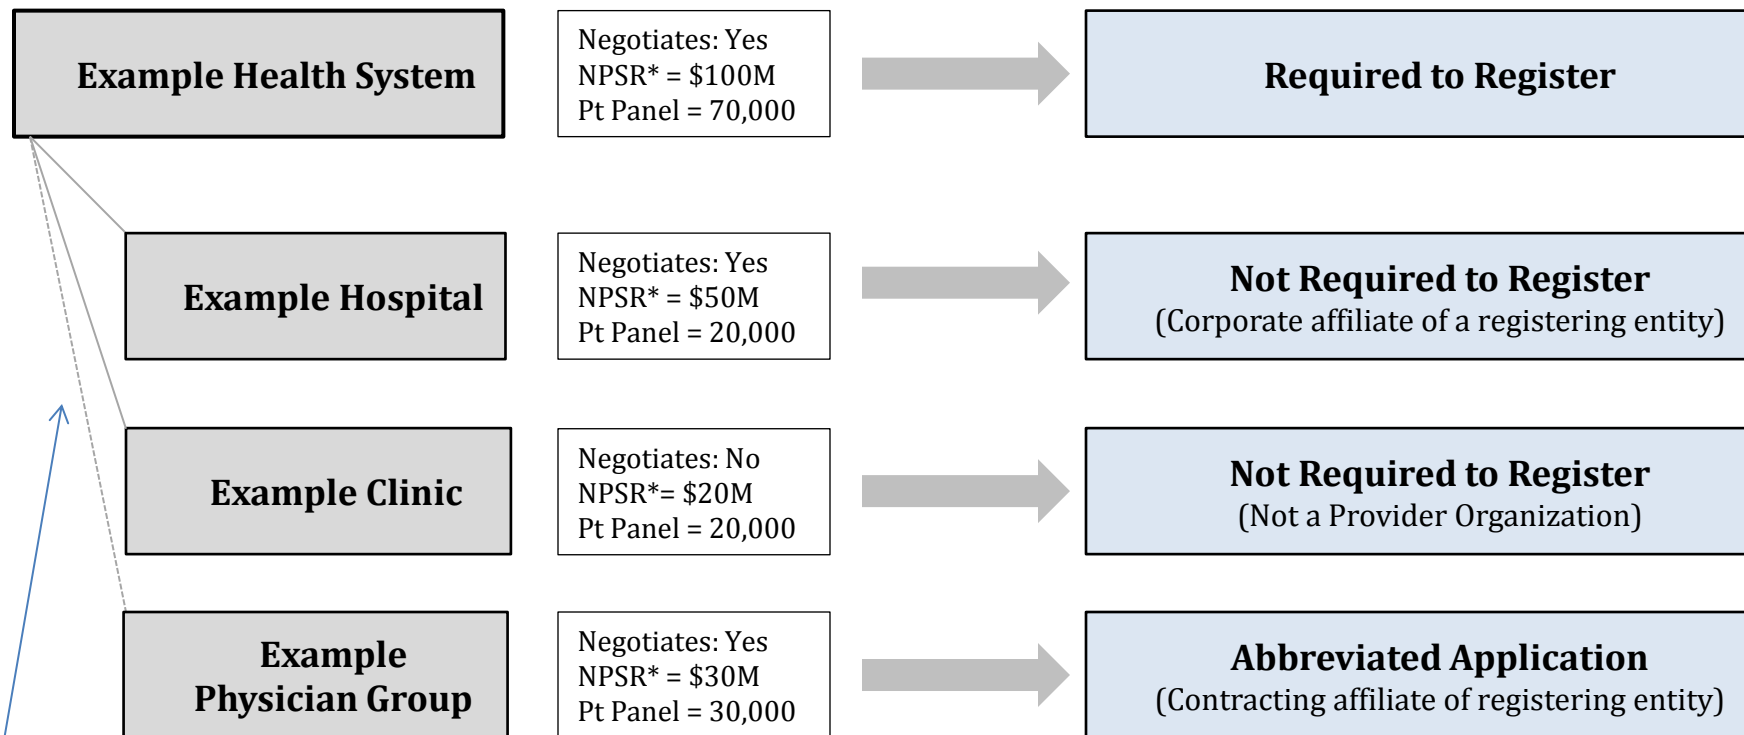 Example Health System
Negotiates: Yes
NPSR* = $100M
Pt Panel = 70,000
Required to Register
Example Hospital
Negotiates: Yes
NPSR* = $50M
Pt Panel = 20,000
Not Required to Register
(Corporate affiliate of a registering entity)
Example Clinic
Negotiates: No
NPSR*= $20M
Pt Panel = 20,000
Not Required to Register
(Not a Provider Organization)
Example
Physician Group
Negotiates: Yes
NPSR* = $30M
Pt Panel = 30,000
Abbreviated Application
(Contracting affiliate of registering entity)